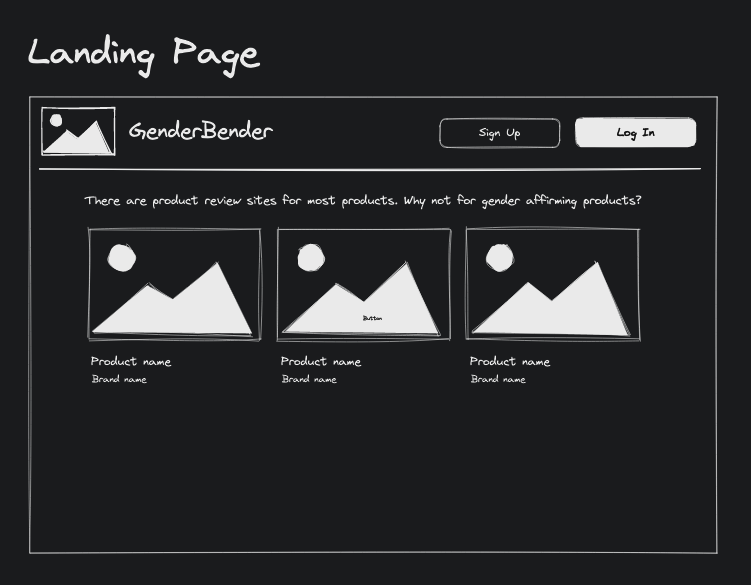 Landing Page
GenderBender
Sign Up
Log In
There are product review sites for most products. Why not for gender affirming products?
Button
Product name
Brand name
Product name
Brand name
Product name
Brand name